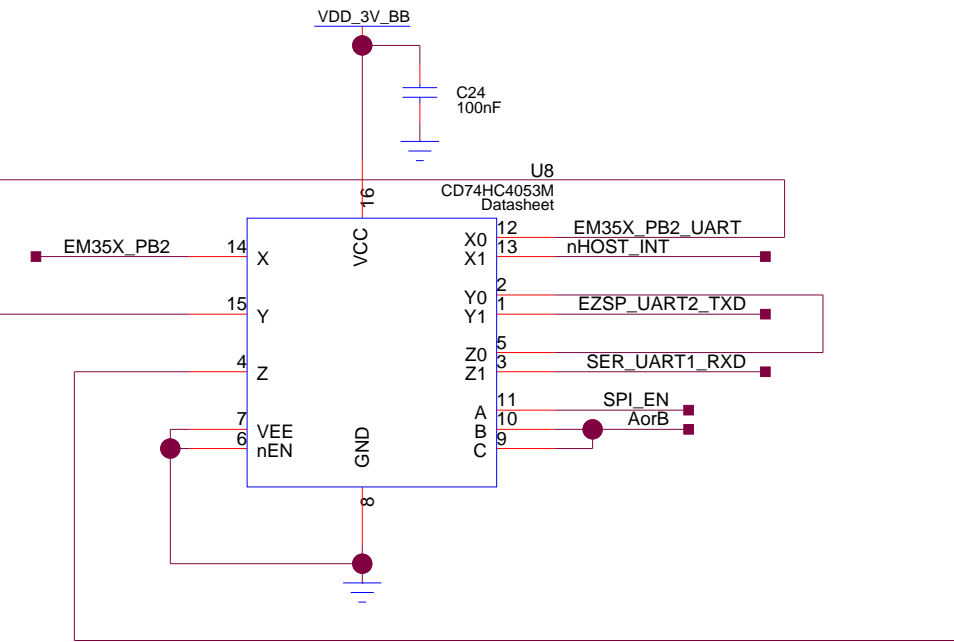 VDD_3V_BB
C24
100nF
U8
CD74HC4053M
Datasheet
16
VCC
EM35X_PB2
14
X
X0
12
EM35X_PB2_UART
X1
13
nHOST_INT
15
Y
Y0
2
Y1
1
EZSP_UART2_TXD
4
Z
Z0
5
Z1
3
SER_UART1_RXD
A
11
SPI_EN
7
VEE
B
10
AorB
6
nEN
C
9
GND
8